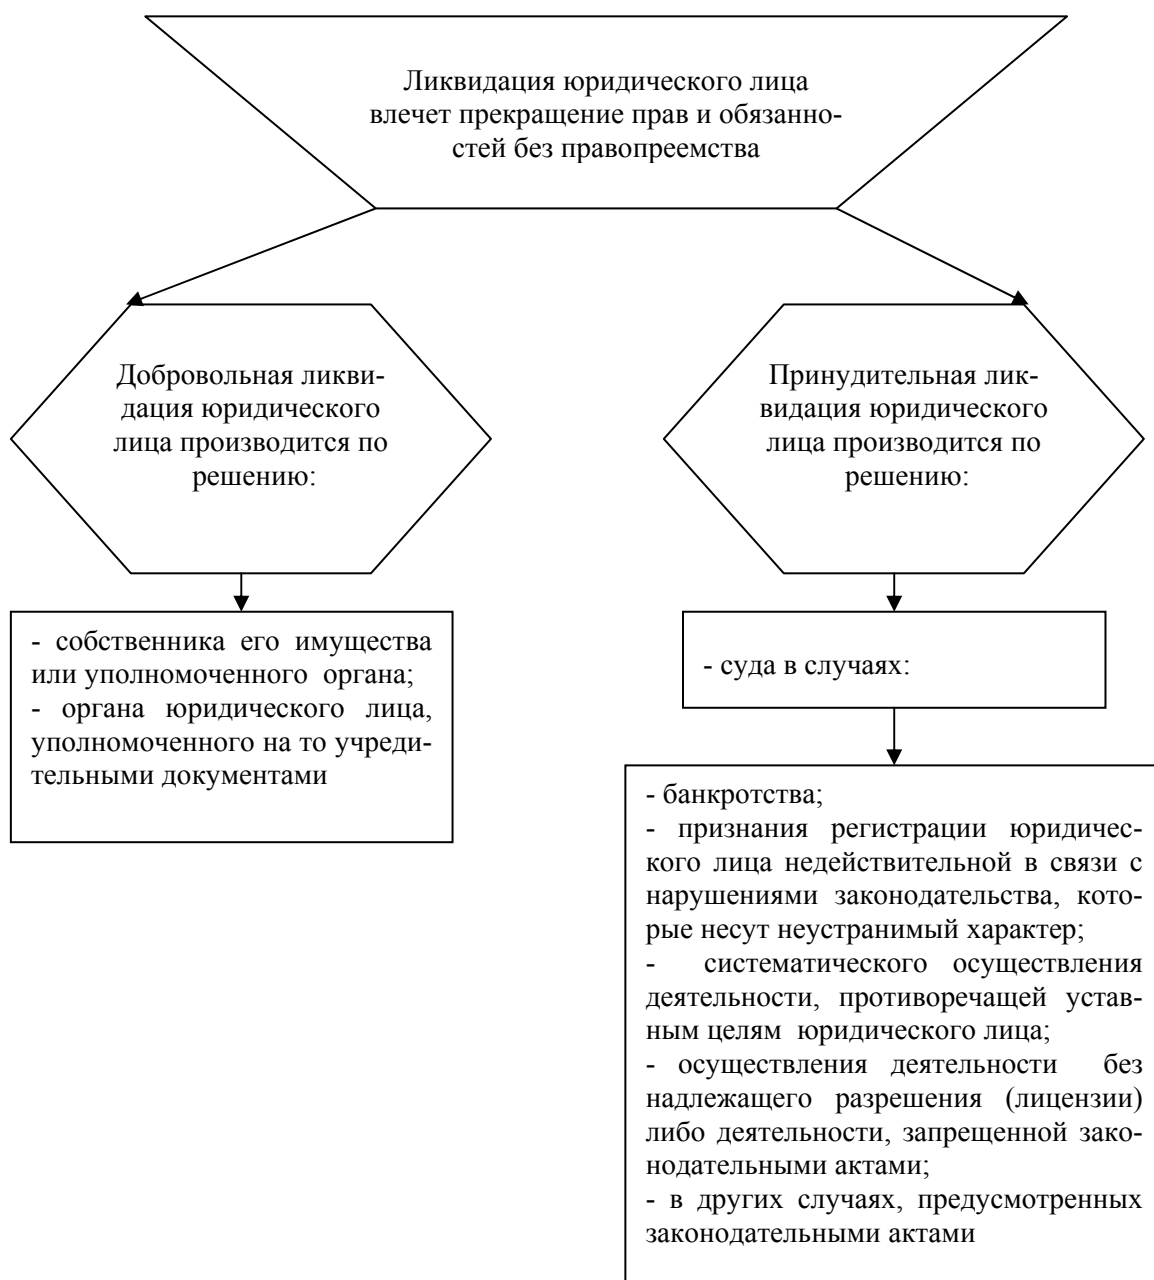 Ликвидация юридического лица
влечет прекращение прав и обязанно-
стей без правопреемства
Добровольная ликви-
дация юридического
лица производится по
решению:
Принудительная лик-
видация юридического
лица производится по
решению:
- собственника его имущества
или уполномоченного органа;
- органа юридического лица,
уполномоченного на то учреди-
тельными документами
- суда в случаях:
- банкротства;
- признания регистрации юридичес-
кого лица недействительной в связи с
нарушениями законодательства, кото-
рые несут неустранимый характер;
- систематического осуществления
деятельности, противоречащей устав-
ным целям юридического лица;
- осуществления деятельности без
надлежащего разрешения (лицензии)
либо деятельности, запрещенной зако-
нодательными актами;
- в других случаях, предусмотренных
законодательными актами